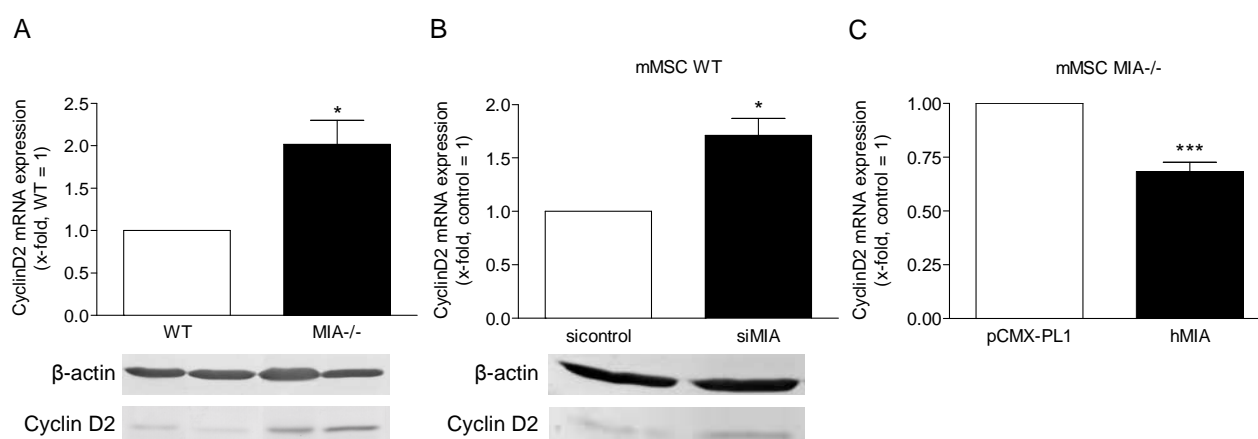 A
CyclinD2 mRNA expression
(x-fold, WT = 1)
2.5
2.0
1.5
1.0
0.5
0.0
*
WT
MIA-/-
β-actin
Cyclin D2
B
mMSC WT
CyclinD2 mRNA expression
(x-fold, control = 1)
2.0
1.5
1.0
0.5
0.0
*
sicontrol
siMIA
β-actin
Cyclin D2
C
mMSC MIA-/-
CyclinD2 mRNA expression
(x-fold, control = 1)
1.00
0.75
0.50
0.25
0.00
***
pCMX-PL1
hMIA